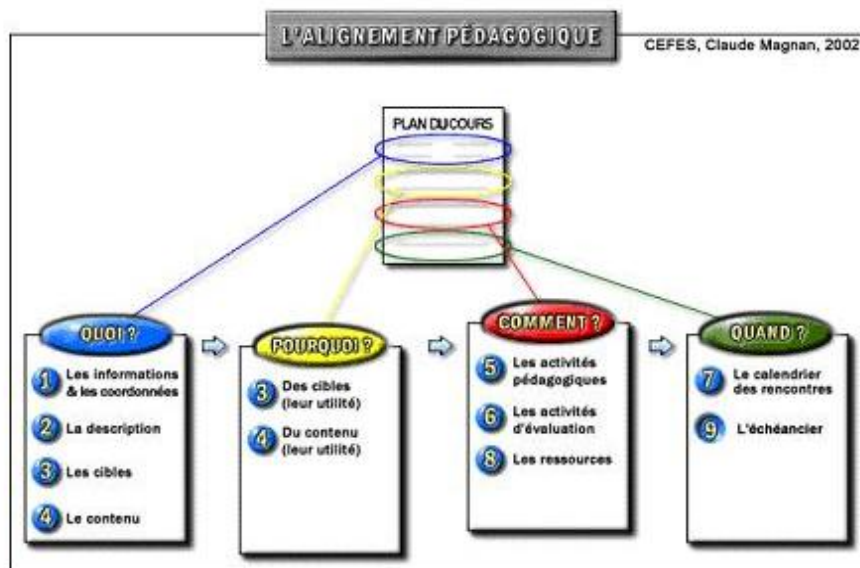 L'ALIGNEMENT PÉDAGOGIQUE
CEFES, Claude Magnan, 2002
PLAN DU COURS
QUOI ?
1 Les informations
& les coordonnées
2 La description
3 Les cibles
4 Le contenu
POURQUOI ?
3 Des cibles
(leur utilité)
4 Du contenu
(leur utilité)
COMMENT ?
5 Les activités
pédagogiques
6 Les activités
d'évaluation
8 Les ressources
QUAND ?
7 Le calendrier
des rencontres
9 L'échéancier